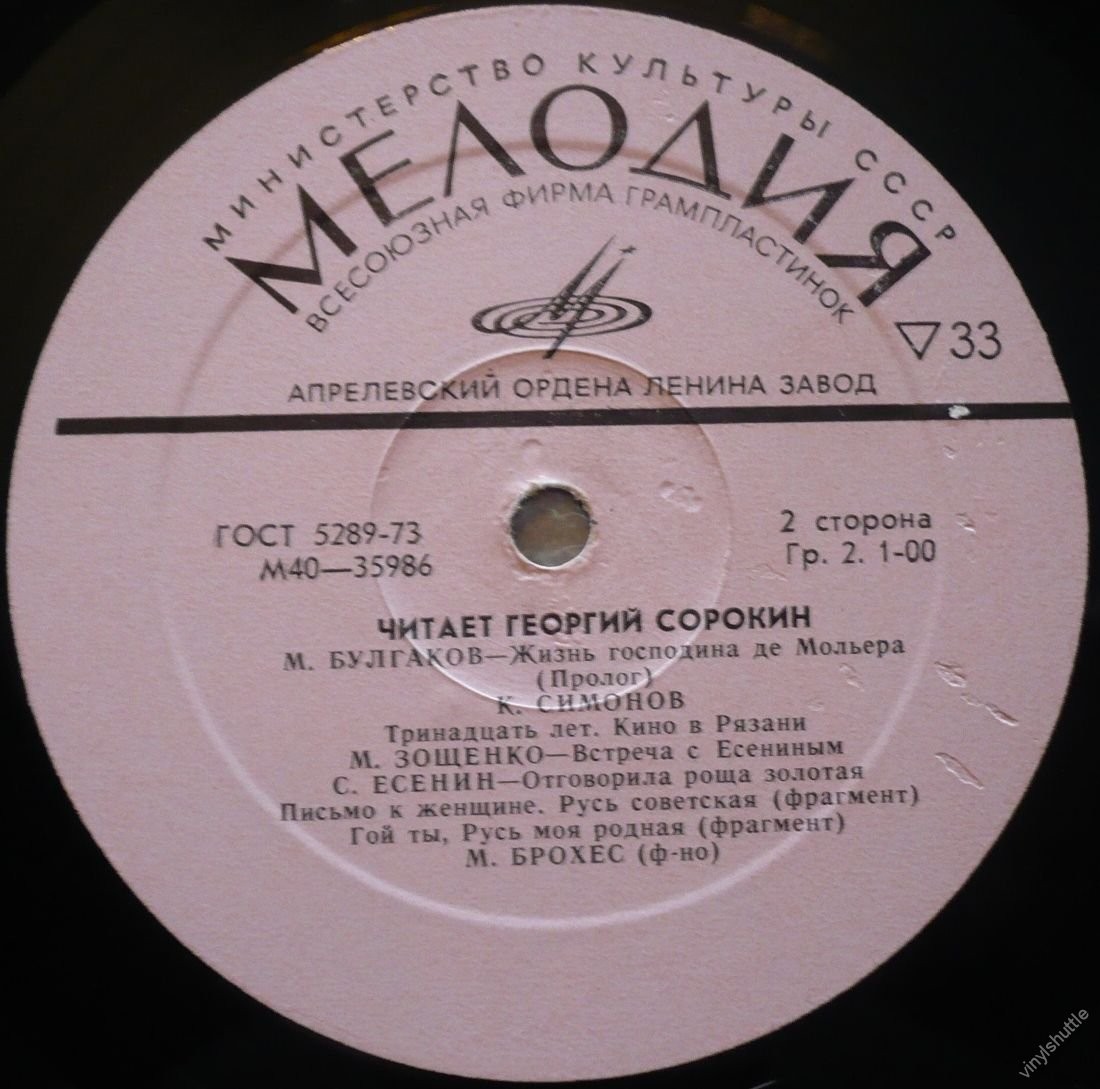 МИНИСТЕРСТВО КУЛЬТУРЫ СССР
МЕЛОДИЯ
ВСЕСОЮЗНАЯ ФИРМА ГРАМПЛАСТИНОК
▽33
АПРЕЛЕВСКИЙ ОРДЕНА ЛЕНИНА ЗАВОД
ГОСТ 5289-73
М40—35986
2 сторона
Гр. 2. 1-00
ЧИТАЕТ ГЕОРГИЙ СОРОКИН
М. БУЛГАКОВ—Жизнь господина де Мольера
(Пролог)
К. СИМОНОВ
Тринадцать лет. Кино в Рязани
М. ЗОЩЕНКО—Встреча с Есениным
С. ЕСЕНИН—Отговорила роща золотая
Письмо к женщине. Русь советская (фрагмент)
Гой ты, Русь моя родная (фрагмент)
М. БРОХЕС (ф-но)
vinylshuttle